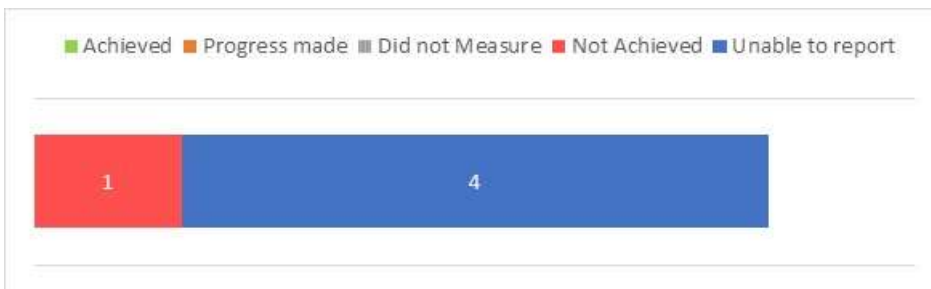 Achieved Progress made Did not Measure Not Achieved Unable to report
1 4